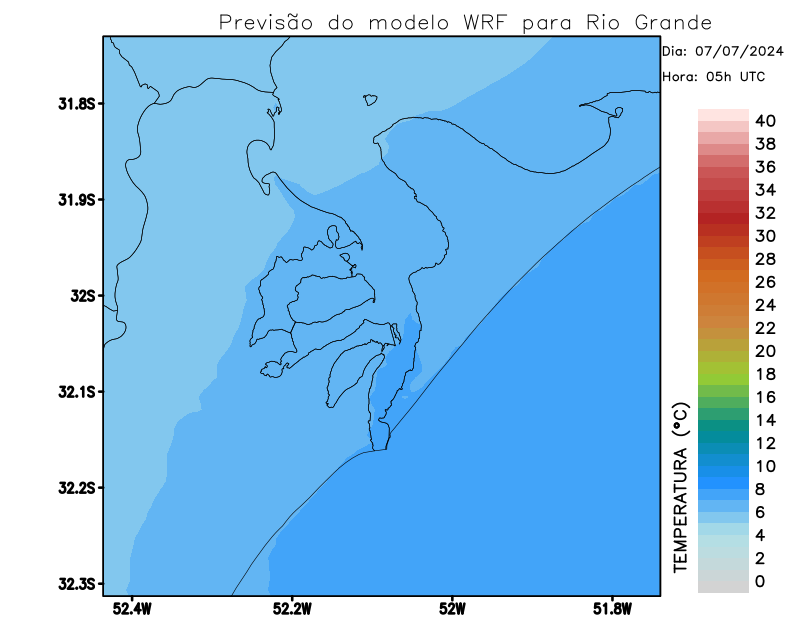 Previsão do modelo WRF para Rio Grande
Dia: 07/07/2024
Hora: 05h UTC
31.8S
31.9S
32S
32.1S
32.2S
32.3S
52.4W
52.2W
52W
51.8W
40
38
36
34
32
30
28
26
24
22
20
18
16
14
12
10
8
6
4
2
0
TEMPERATURA (°C)